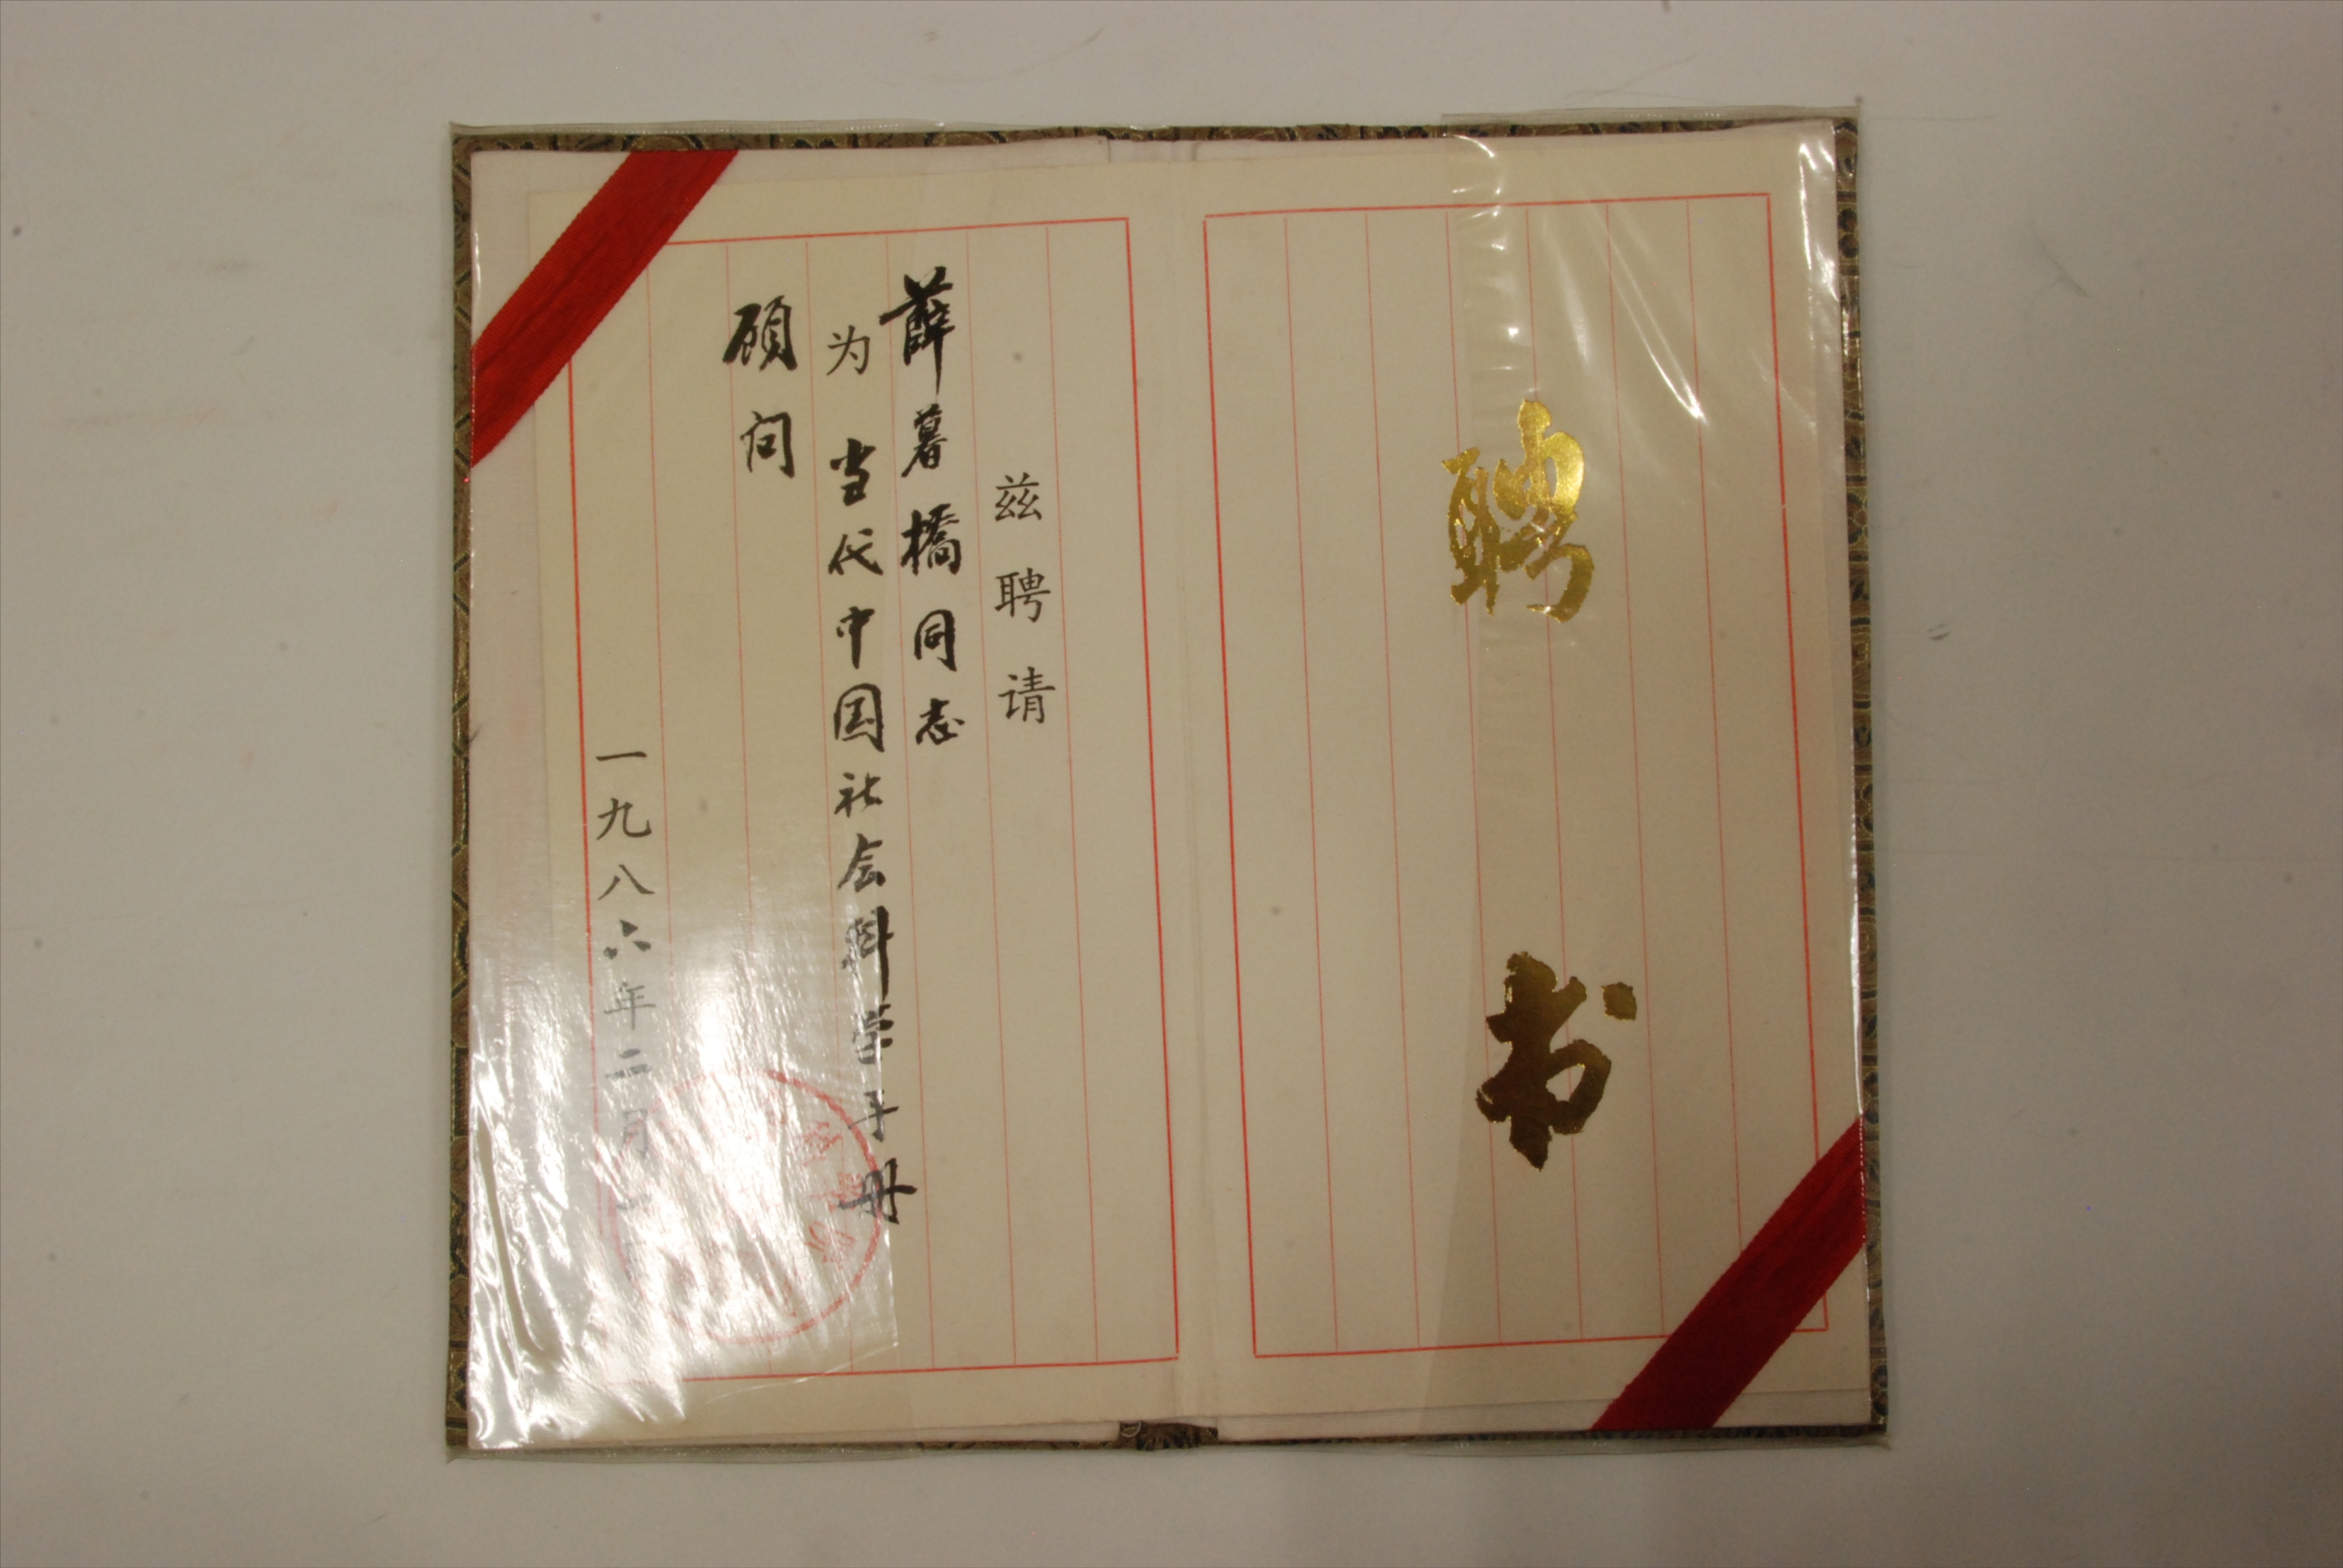 聘书
兹聘请
薛暮橋同志
为当代中国社会科学手册
顾问
一九八六年二月